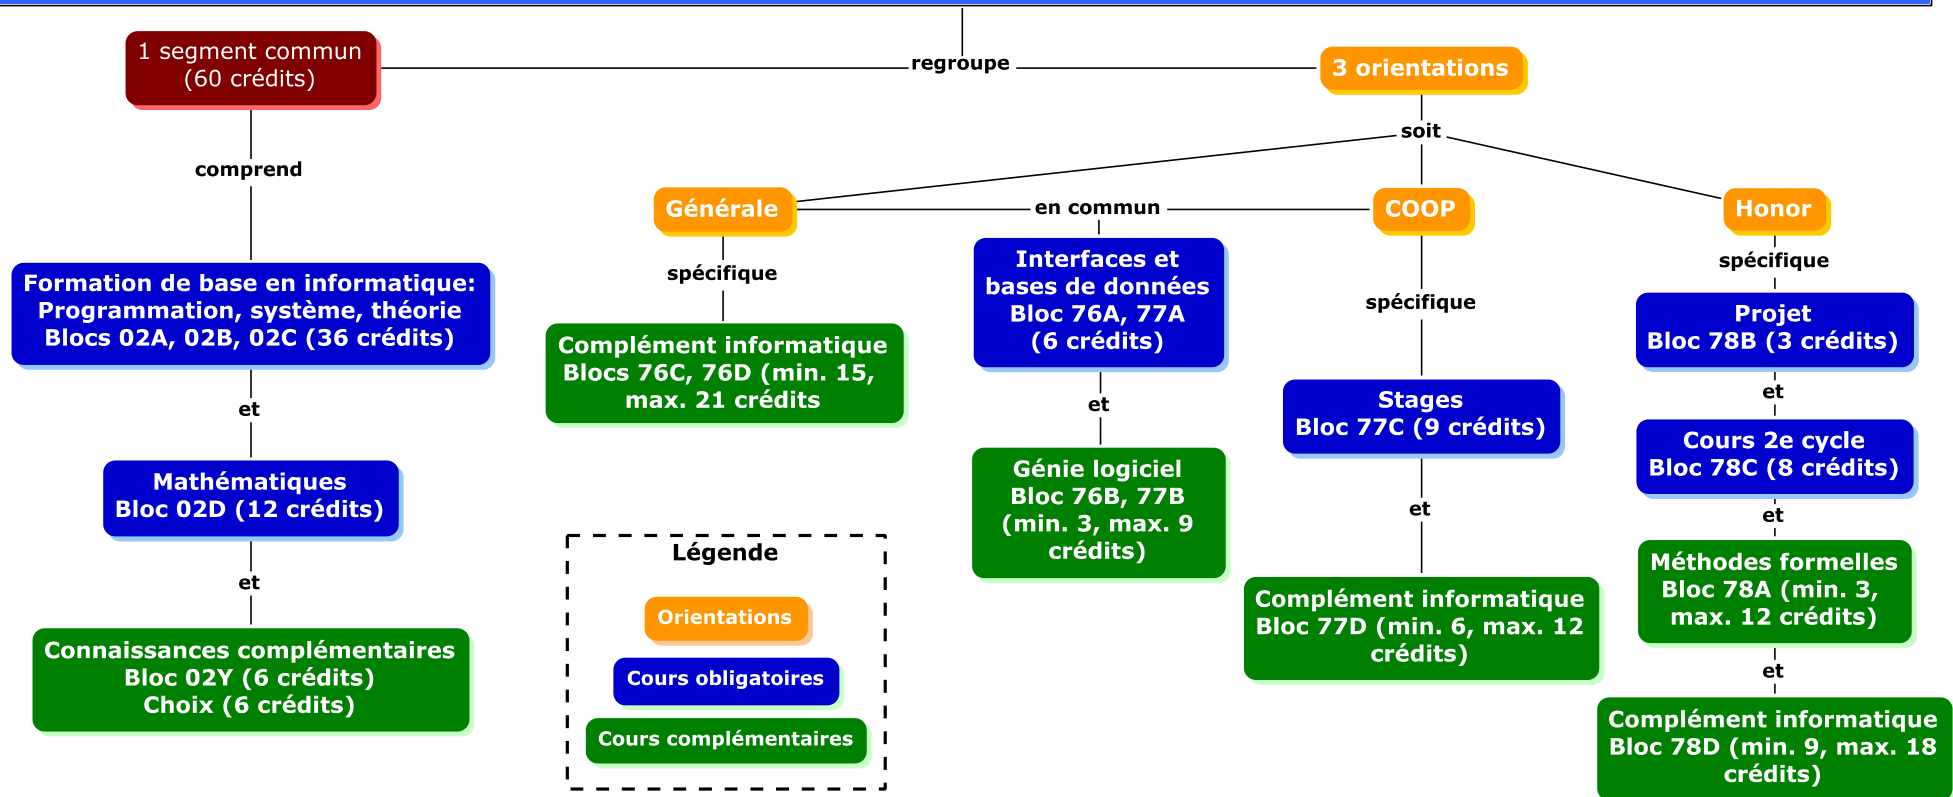 1 segment commun
(60 crédits)
regroupe
3 orientations
soit
comprend
Générale
en commun
COOP
Honor
spécifique
Interfaces et
bases de données
Bloc 76A, 77A
(6 crédits)
spécifique
spécifique
Formation de base en informatique:
Programmation, système, théorie
Blocs 02A, 02B, 02C (36 crédits)
Complément informatique
Blocs 76C, 76D (min. 15,
max. 21 crédits
Projet
Bloc 78B (3 crédits)
et
et
et
Stages
Bloc 77C (9 crédits)
Cours 2e cycle
Bloc 78C (8 crédits)
Mathématiques
Bloc 02D (12 crédits)
Génie logiciel
Bloc 76B, 77B
(min. 3, max. 9
crédits)
et
et
Légende
Méthodes formelles
Bloc 78A (min. 3,
max. 12 crédits)
et
Orientations
Complément informatique
Bloc 77D (min. 6, max. 12
crédits)
et
Connaissances complémentaires
Bloc 02Y (6 crédits)
Choix (6 crédits)
Cours obligatoires
Cours complémentaires
Complément informatique
Bloc 78D (min. 9, max. 18
crédits)